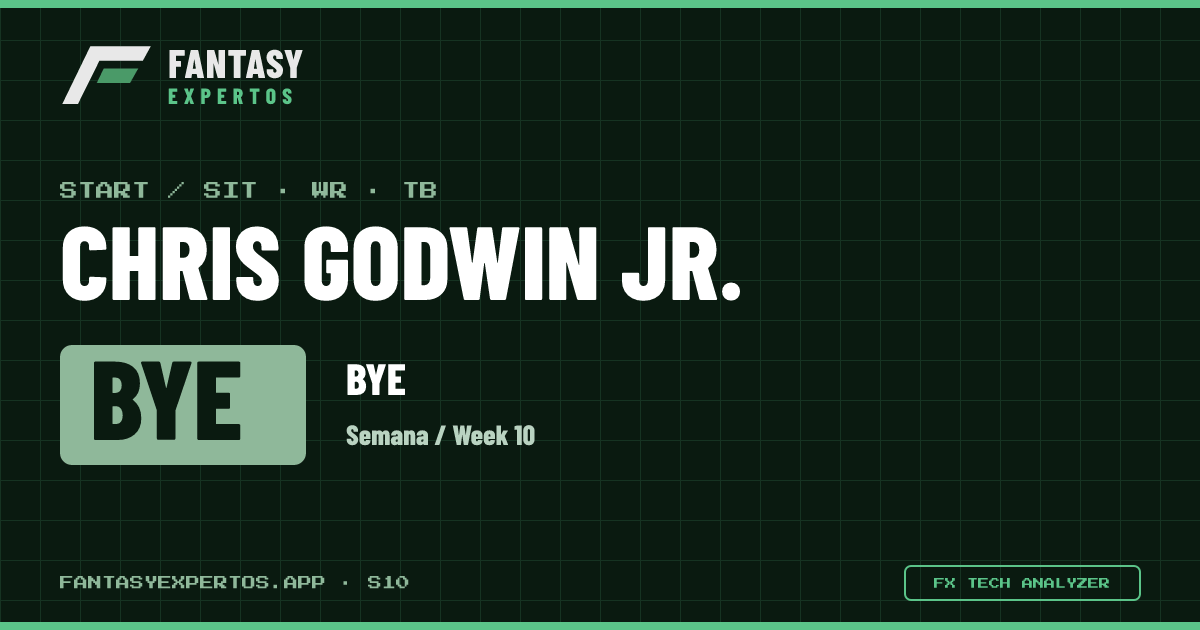 FANTASY
EXPERTOS
START / SIT · WR · TB
CHRIS GODWIN JR.
BYE
BYE
Semana / Week 10
FANTASYEXPERTOS.APP · S10
FX TECH ANALYZER